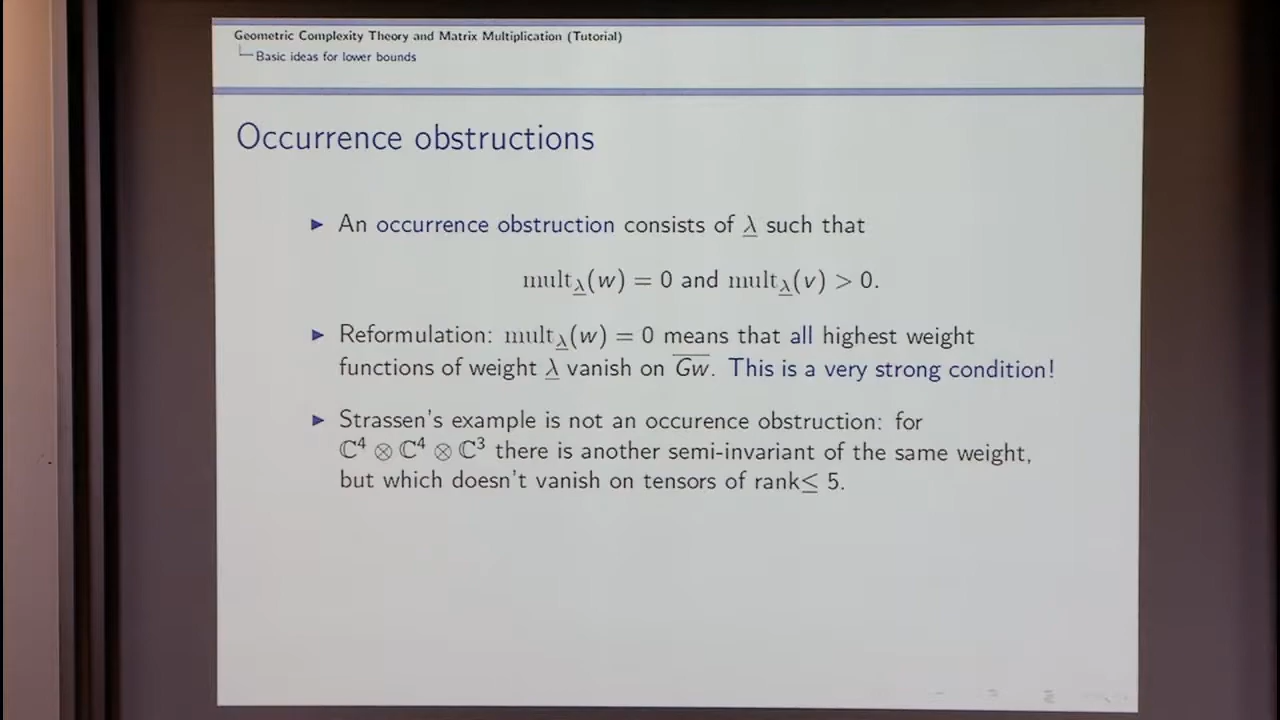 Geometric Complexity Theory and Matrix Multiplication (Tutorial)
Basic ideas for lower bounds
Occurrence obstructions
► An occurrence obstruction consists of λ̲ such that
mult_λ̲(w) = 0 and mult_λ̲(v) > 0.
► Reformulation: mult_λ̲(w) = 0 means that all highest weight
functions of weight λ̲ vanish on G̅w̅. This is a very strong condition!
► Strassen's example is not an occurence obstruction: for
ℂ⁴ ⊗ ℂ⁴ ⊗ ℂ³ there is another semi-invariant of the same weight,
but which doesn't vanish on tensors of rank≤ 5.